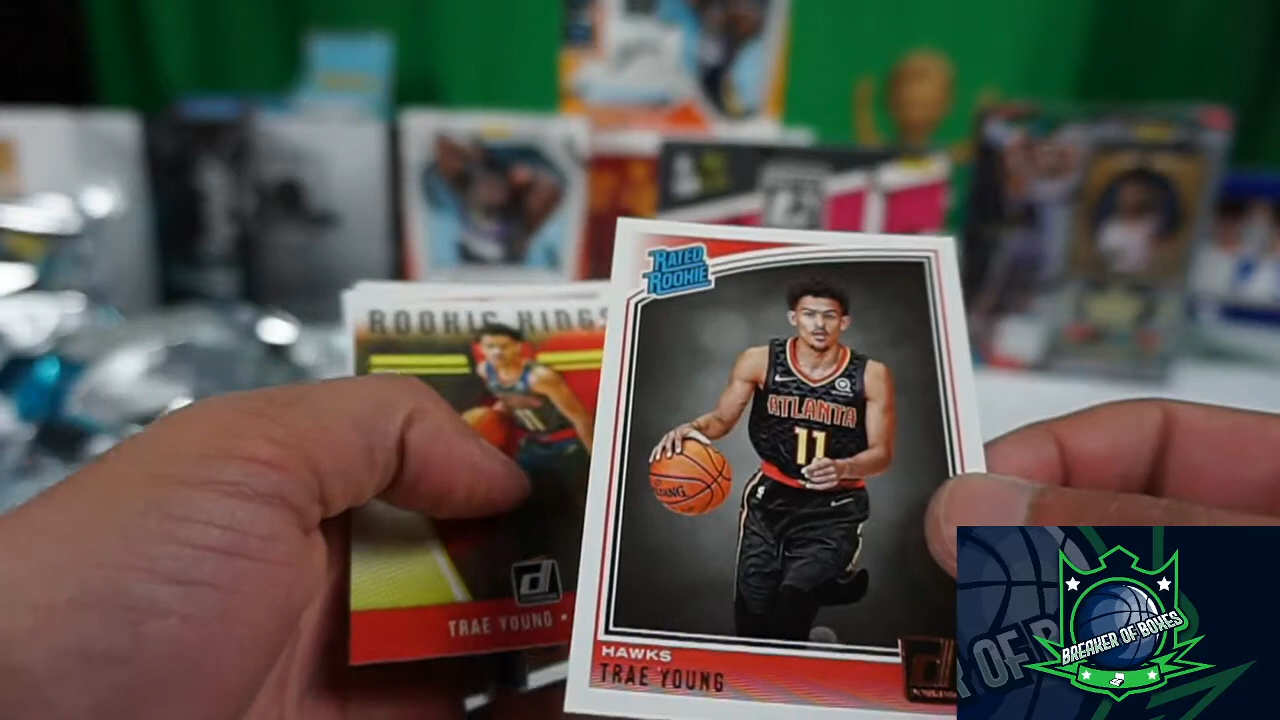 ROOKIE KINGS
TRAE YOUNG •
RATED
ROOKIE
ATLANTA
11
HAWKS
TRAE YOUNG
BREAKER OF BOXES